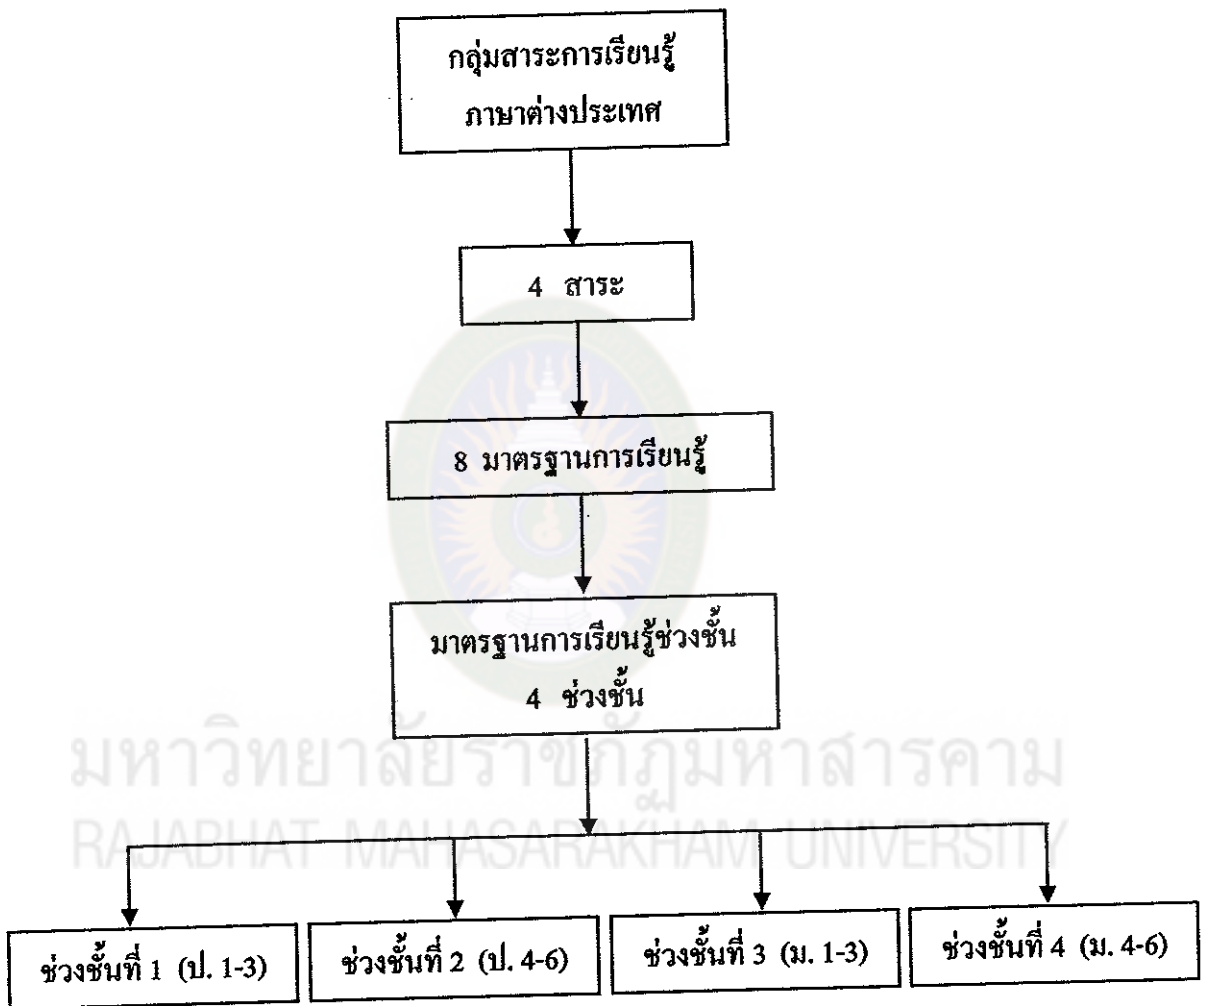 กลุ่มสาระการเรียนรู้
ภาษาต่างประเทศ
4 สาระ
8 มาตรฐานการเรียนรู้
มาตรฐานการเรียนรู้ช่วงชั้น
4 ช่วงชั้น
มหาวิทยาลัยราชภัฏมหาสารคาม
RAJABHAT MAHASARAKHAM UNIVERSITY
ช่วงชั้นที่ 1 (ป. 1-3)
ช่วงชั้นที่ 2 (ป. 4-6)
ช่วงชั้นที่ 3 (ม. 1-3)
ช่วงชั้นที่ 4 (ม. 4-6)